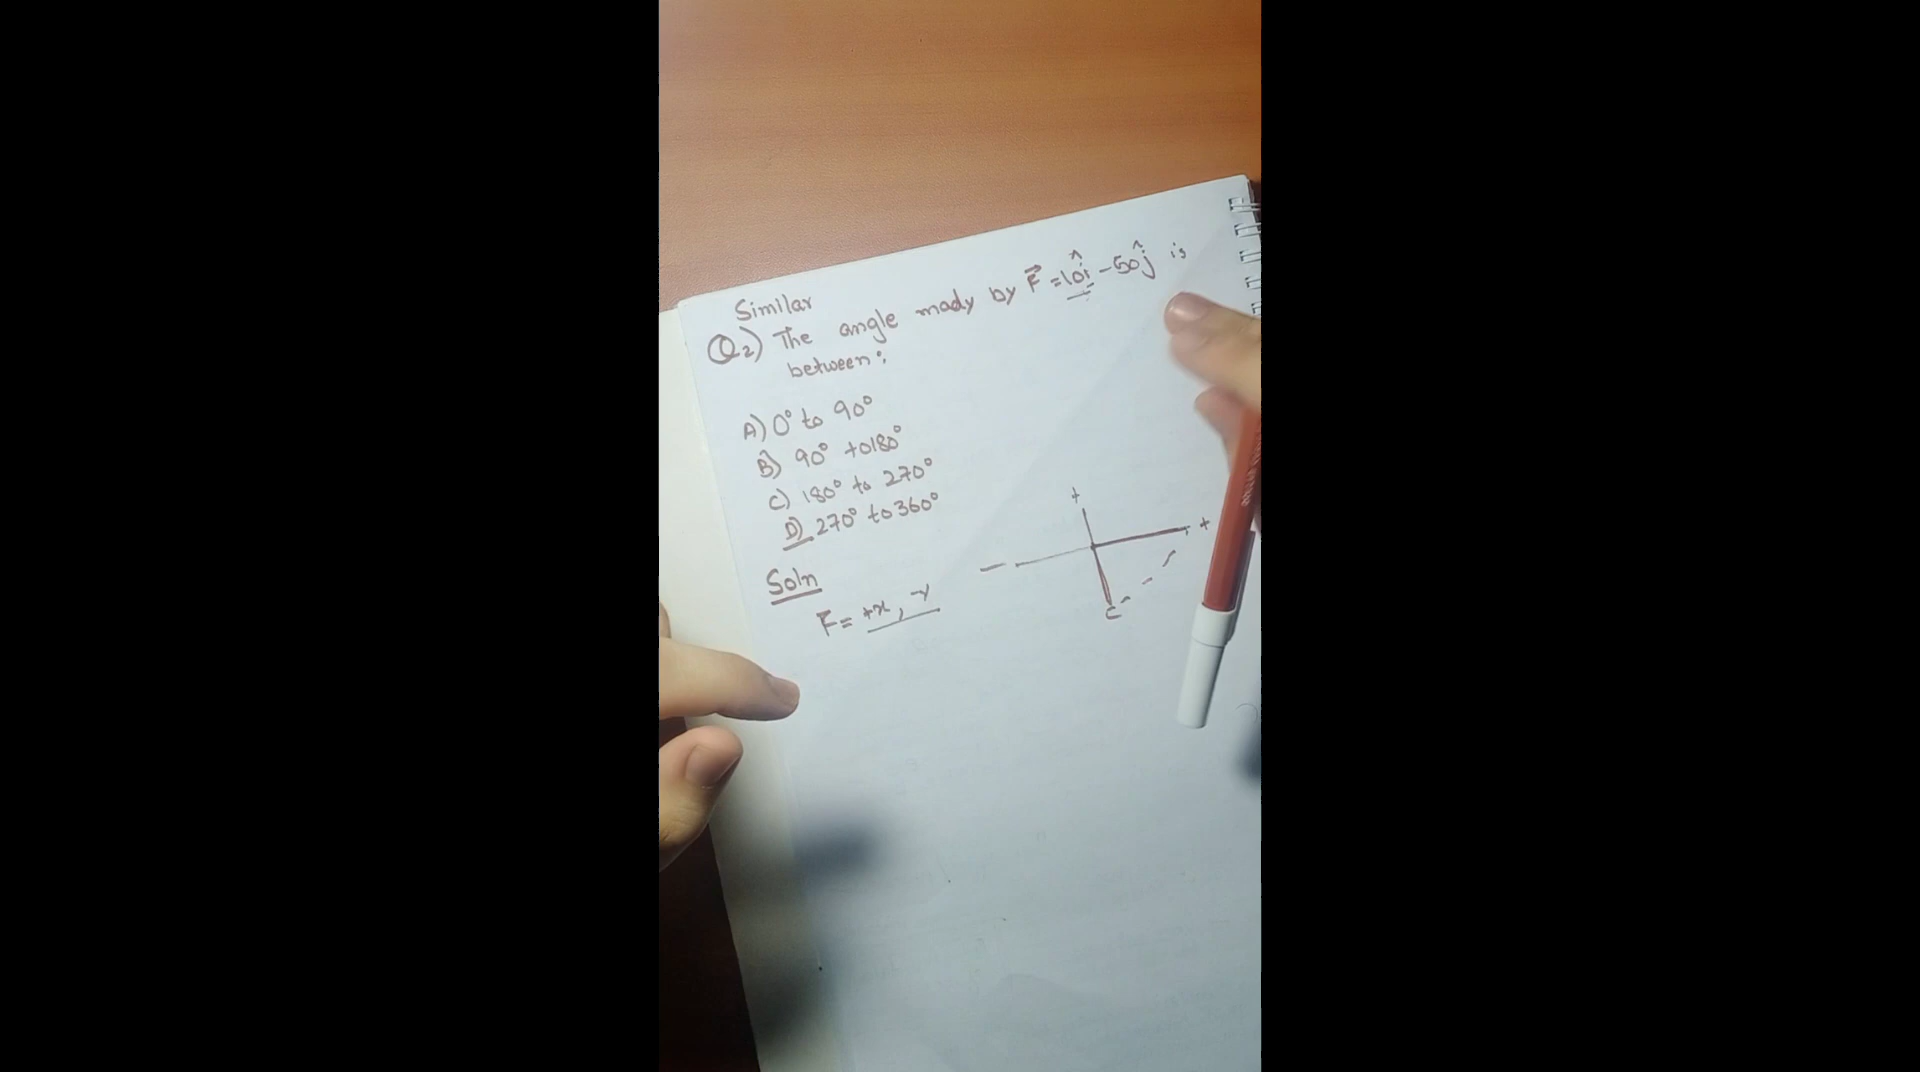 Similar
Q2) The angle mady by F⃗ = 10î - 50ĵ is
between:
A) 0° to 90°
B) 90° to 180°
C) 180° to 270°
D) 270° to 360°
Soln
F⃗ = +x, -y
+
+
-